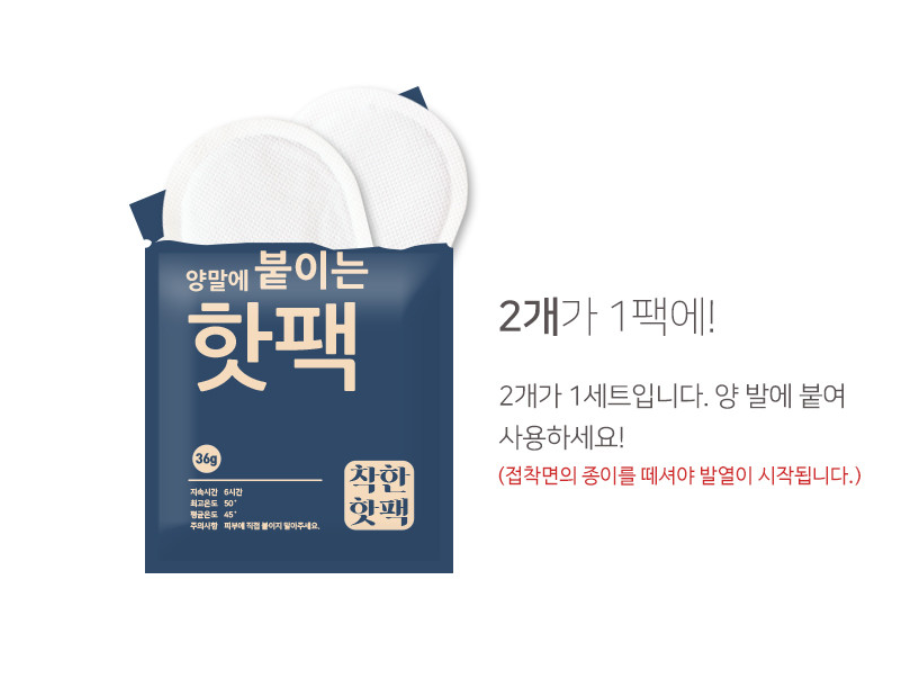 양말에 붙이는
핫팩
36g
지속시간 6시간
최고온도 50°
평균온도 45°
주의사항 피부에 직접 붙이지 말아주세요.
착한
핫팩
2개가 1팩에!
2개가 1세트입니다. 양 발에 붙여
사용하세요!
(접착면의 종이를 떼셔야 발열이 시작됩니다.)